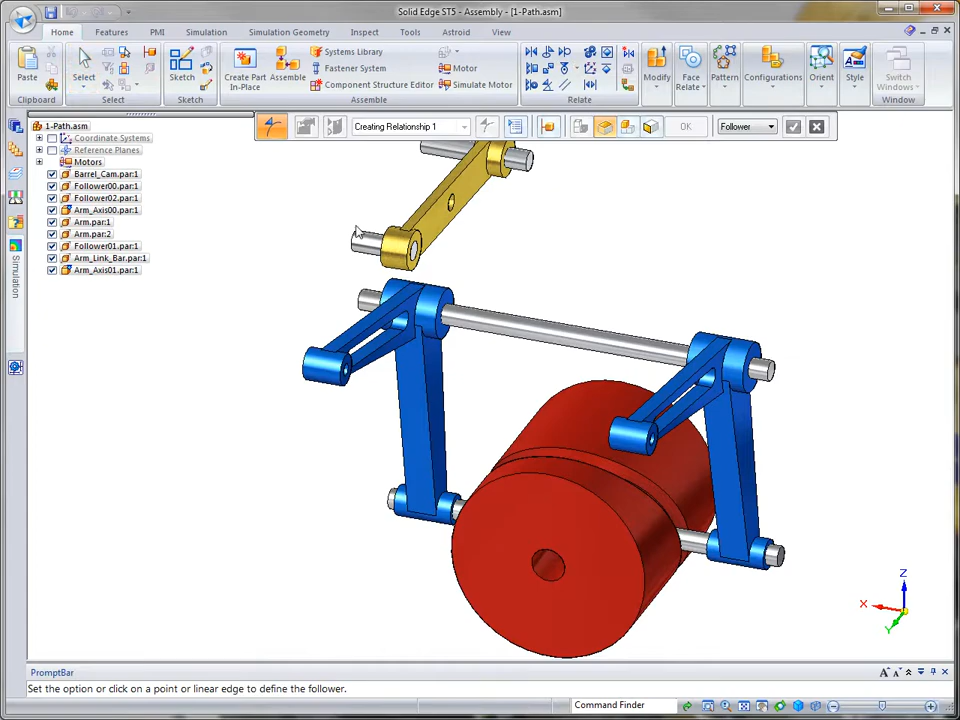 Solid Edge ST5 - Assembly - [1-Path.asm]
Home Features PMI Simulation Simulation Geometry Inspect Tools Astroid View
Paste Select Sketch Create Part In-Place Assemble
Systems Library
Fastener System
Component Structure Editor
Motor
Simulate Motor
Modify Face Relate Pattern Configurations Orient Style Switch Windows
Clipboard Select Sketch Assemble Relate Window
Creating Relationship 1 OK Follower
1-Path.asm
Coordinate Systems
Reference Planes
Motors
Barrel_Cam.par:1
Follower00.par:1
Follower02.par:1
Arm_Axis00.par:1
Arm.par:1
Arm.par:2
Follower01.par:1
Arm_Link_Bar.par:1
Arm_Axis01.par:1
Simulation
Z
X
Y
PromptBar
Set the option or click on a point or linear edge to define the follower.
Command Finder